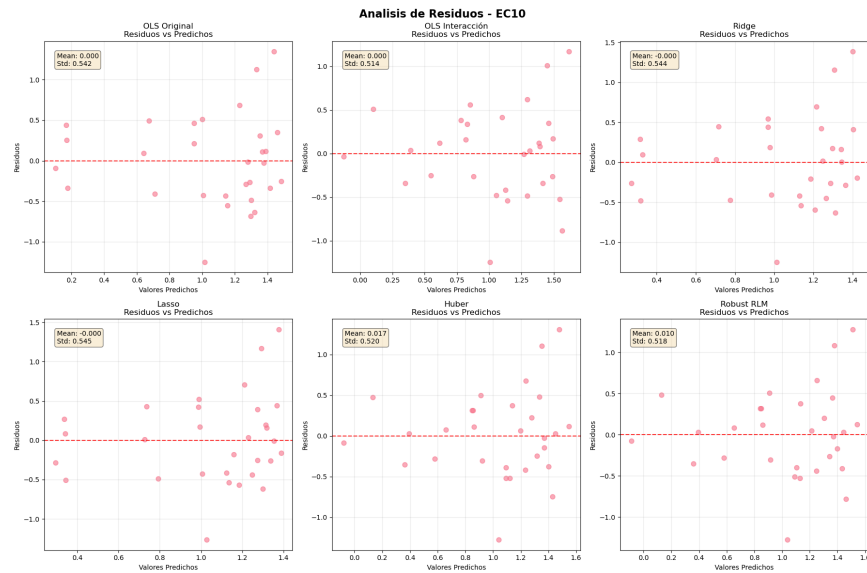 Analisis de Residuos - EC10
OLS Original
Residuos vs Predichos
Mean: 0.000
Std: 0.542
Residuos
1.0
0.5
0.0
−0.5
−1.0
0.2
0.4
0.6
0.8
1.0
1.2
1.4
Valores Predichos
OLS Interacción
Residuos vs Predichos
Mean: 0.000
Std: 0.514
Residuos
1.0
0.5
0.0
−0.5
−1.0
0.00
0.25
0.50
0.75
1.00
1.25
1.50
Valores Predichos
Ridge
Residuos vs Predichos
Mean: -0.000
Std: 0.544
Residuos
1.0
0.5
0.0
−0.5
−1.0
0.4
0.6
0.8
1.0
1.2
1.4
Valores Predichos
Lasso
Residuos vs Predichos
Mean: -0.000
Std: 0.545
Residuos
1.5
1.0
0.5
0.0
−0.5
−1.0
0.4
0.6
0.8
1.0
1.2
1.4
Valores Predichos
Huber
Residuos vs Predichos
Mean: 0.017
Std: 0.520
Residuos
1.0
0.5
0.0
−0.5
−1.0
0.0
0.2
0.4
0.6
0.8
1.0
1.2
1.4
1.6
Valores Predichos
Robust RLM
Residuos vs Predichos
Mean: 0.010
Std: 0.518
Residuos
1.0
0.5
0.0
−0.5
−1.0
0.0
0.2
0.4
0.6
0.8
1.0
1.2
1.4
1.6
Valores Predichos